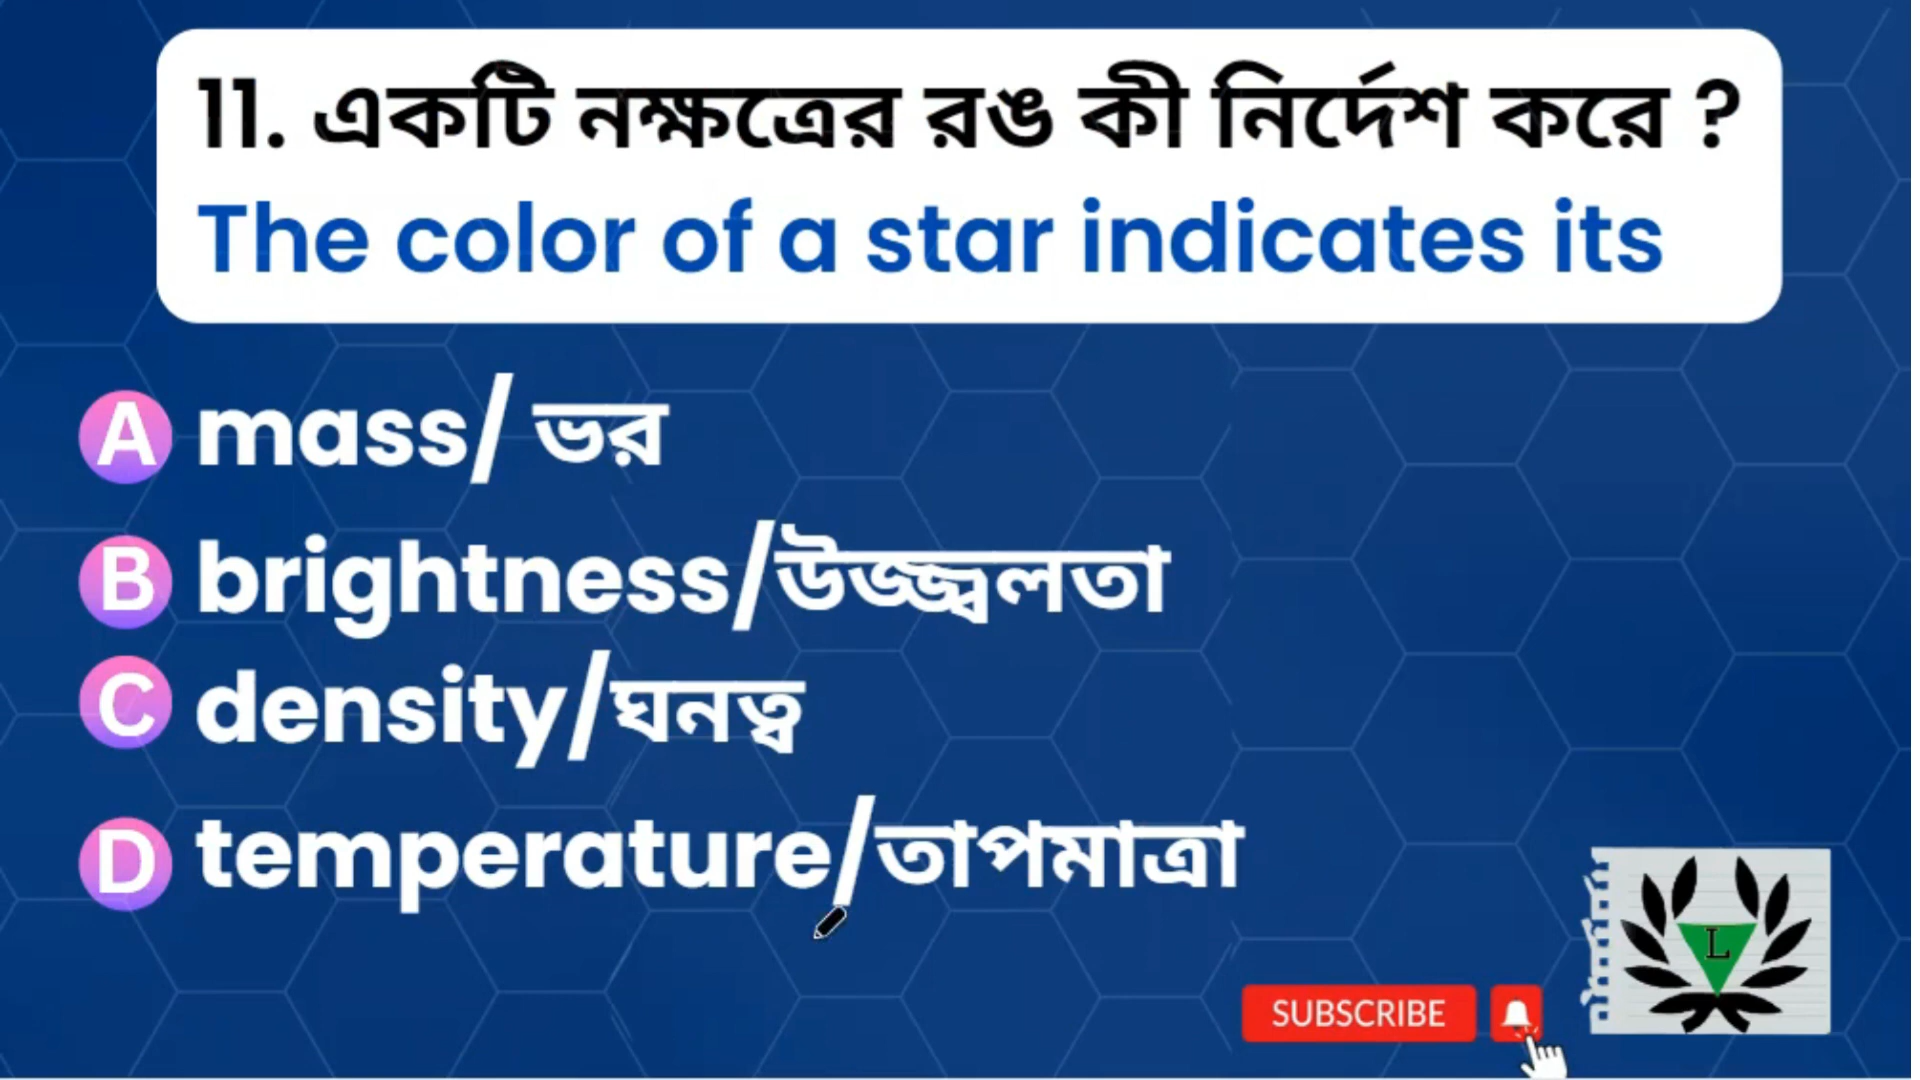 11. একটি নক্ষত্রের রঙ কী নির্দেশ করে ?
The color of a star indicates its
A mass/ ভর
B brightness/উজ্জ্বলতা
C density/ঘনত্ব
D temperature/তাপমাত্রা
L
SUBSCRIBE